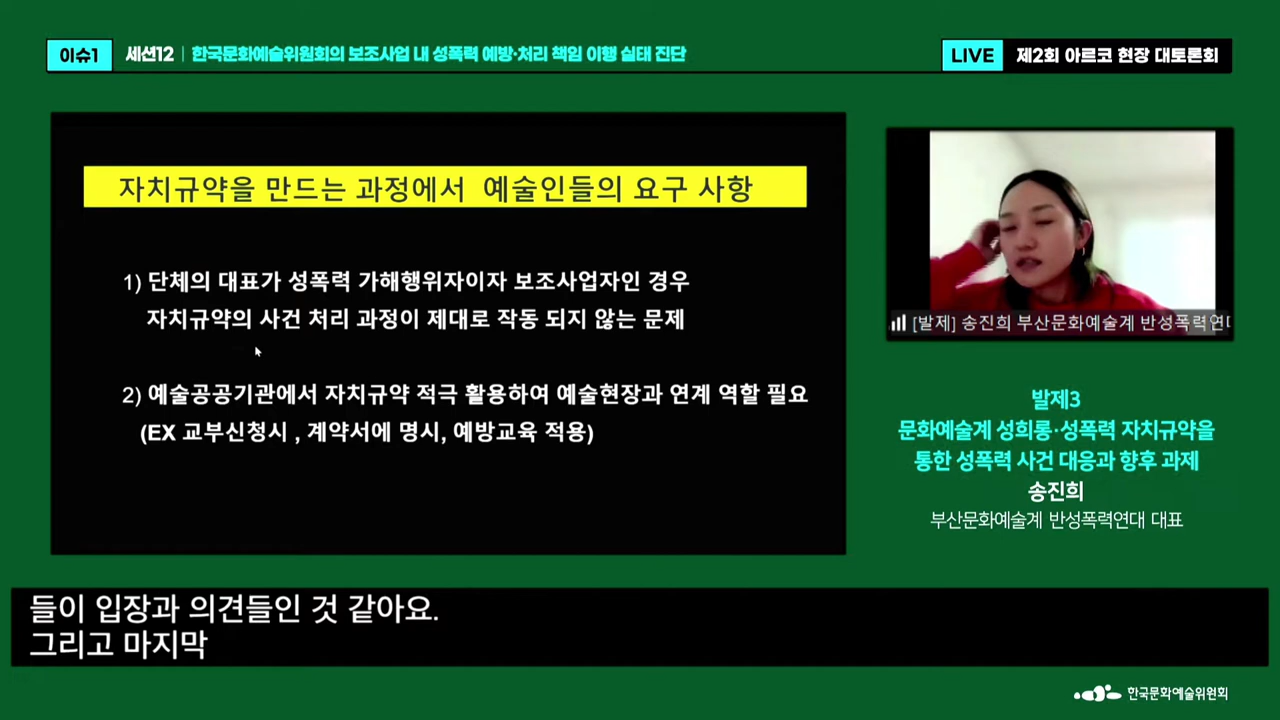 이슈1
세션12 | 한국문화예술위원회의 보조사업 내 성폭력 예방·처리 책임 이행 실태 진단
LIVE 제2회 아르코 현장 대토론회
자치규약을 만드는 과정에서 예술인들의 요구 사항
1) 단체의 대표가 성폭력 가해행위자이자 보조사업자인 경우
자치규약의 사건 처리 과정이 제대로 작동 되지 않는 문제
2) 예술공공기관에서 자치규약 적극 활용하여 예술현장과 연계 역할 필요
(EX 교부신청시 , 계약서에 명시, 예방교육 적용)
[발제] 송진희 부산문화예술계 반성폭력연
발제3
문화예술계 성희롱·성폭력 자치규약을
통한 성폭력 사건 대응과 향후 과제
송진희
부산문화예술계 반성폭력연대 대표
들이 입장과 의견들인 것 같아요.
그리고 마지막
한국문화예술위원회